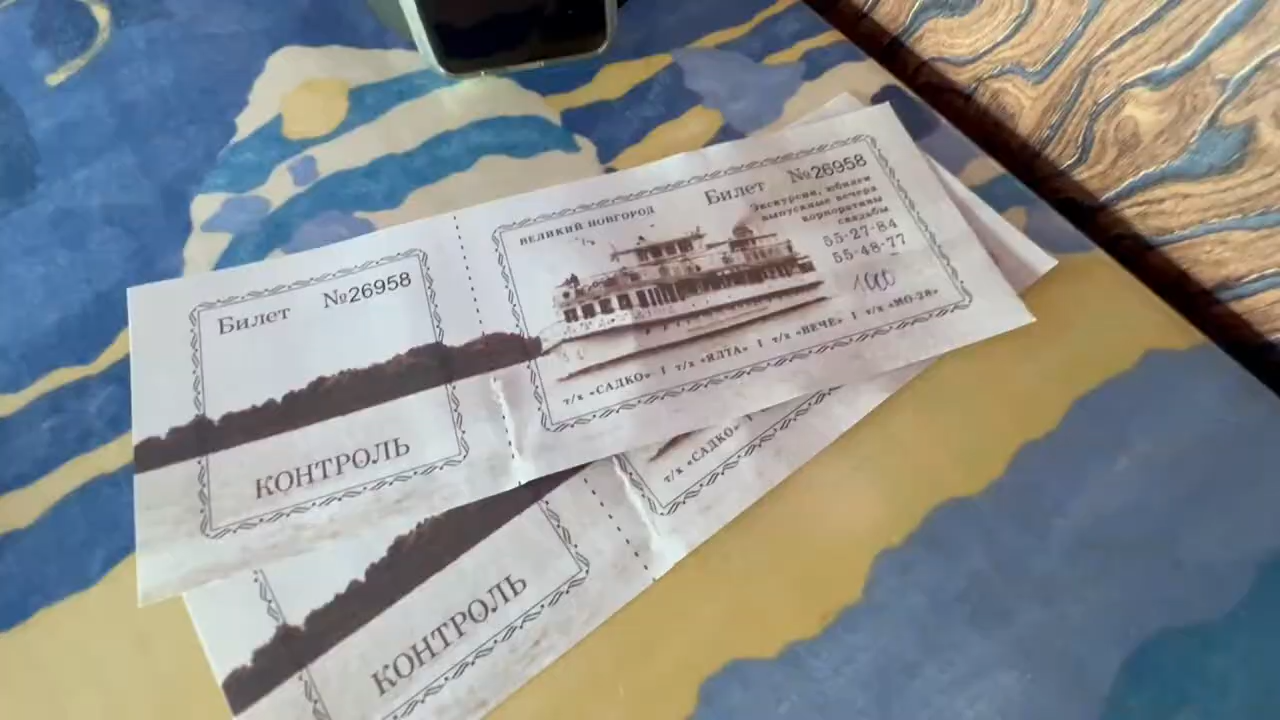 Билет №26958
КОНТРОЛЬ
ВЕЛИКИЙ НОВГОРОД
Билет №26958
Экскурсии, юбилеи
выпускные вечера
корпоративы
свадьбы
55-27-84
55-48-77
1000
т/х «САДКО» I т/х «ЯЛТА» I т/х «ВЕЧЕ» I т/х «МО-28»
т/х «САДКО» I
КОНТРОЛЬ